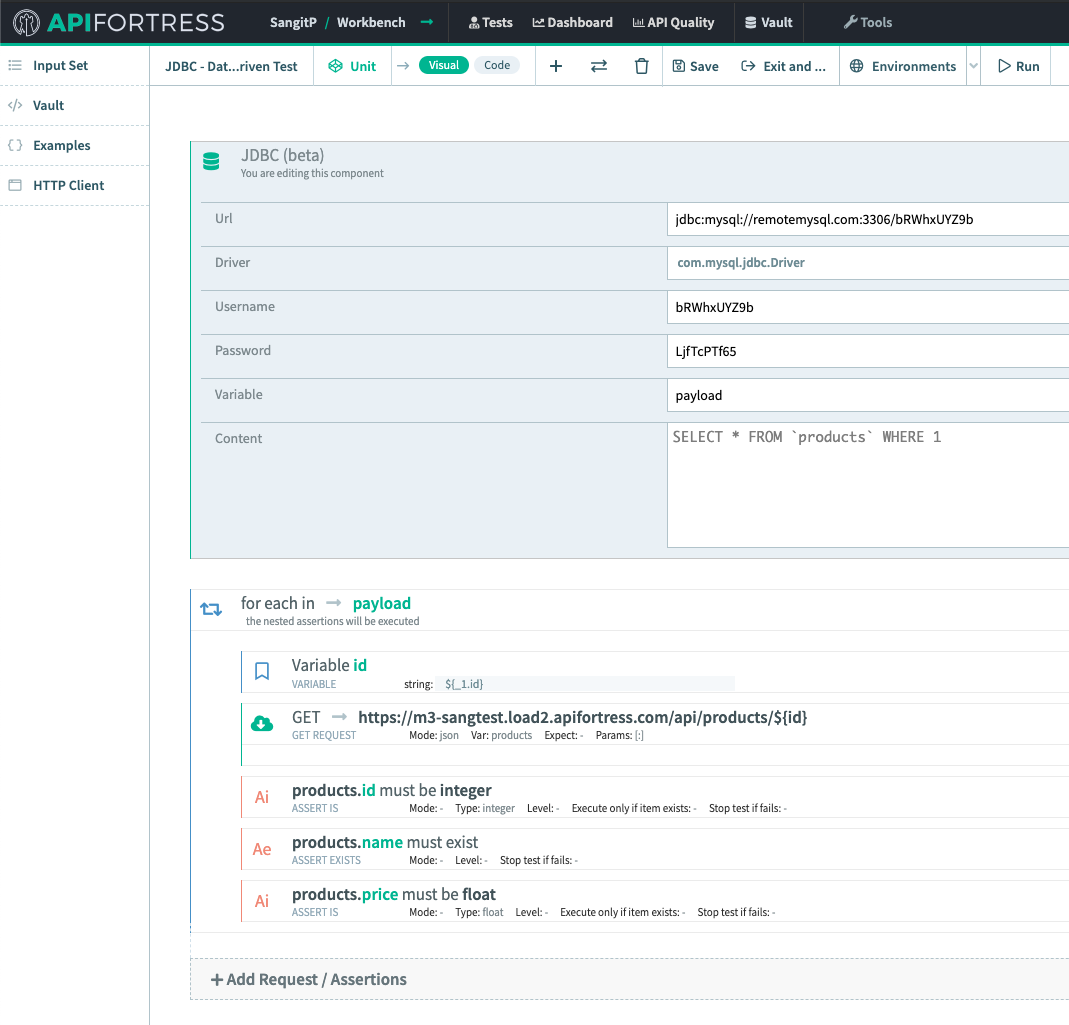 APIFORTRESS SangitP / Workbench → Tests Dashboard API Quality Vault Tools
Input Set
Vault
Examples
HTTP Client
JDBC - Dat...riven Test Unit → Visual Code + Save Exit and ... Environments Run
JDBC (beta)
You are editing this component
Url jdbc:mysql://remotemysql.com:3306/bRWhxUYZ9b
Driver com.mysql.jdbc.Driver
Username bRWhxUYZ9b
Password LjfTcPTf65
Variable payload
Content SELECT * FROM `products` WHERE 1
for each in → payload
the nested assertions will be executed
Variable id
VARIABLE string: ${_1.id}
GET → https://m3-sangtest.load2.apifortress.com/api/products/${id}
GET REQUEST Mode: json Var: products Expect: - Params: [:]
Ai products.id must be integer
ASSERT IS Mode: - Type: integer Level: - Execute only if item exists: - Stop test if fails: -
Ae products.name must exist
ASSERT EXISTS Mode: - Level: - Stop test if fails: -
Ai products.price must be float
ASSERT IS Mode: - Type: float Level: - Execute only if item exists: - Stop test if fails: -
+ Add Request / Assertions